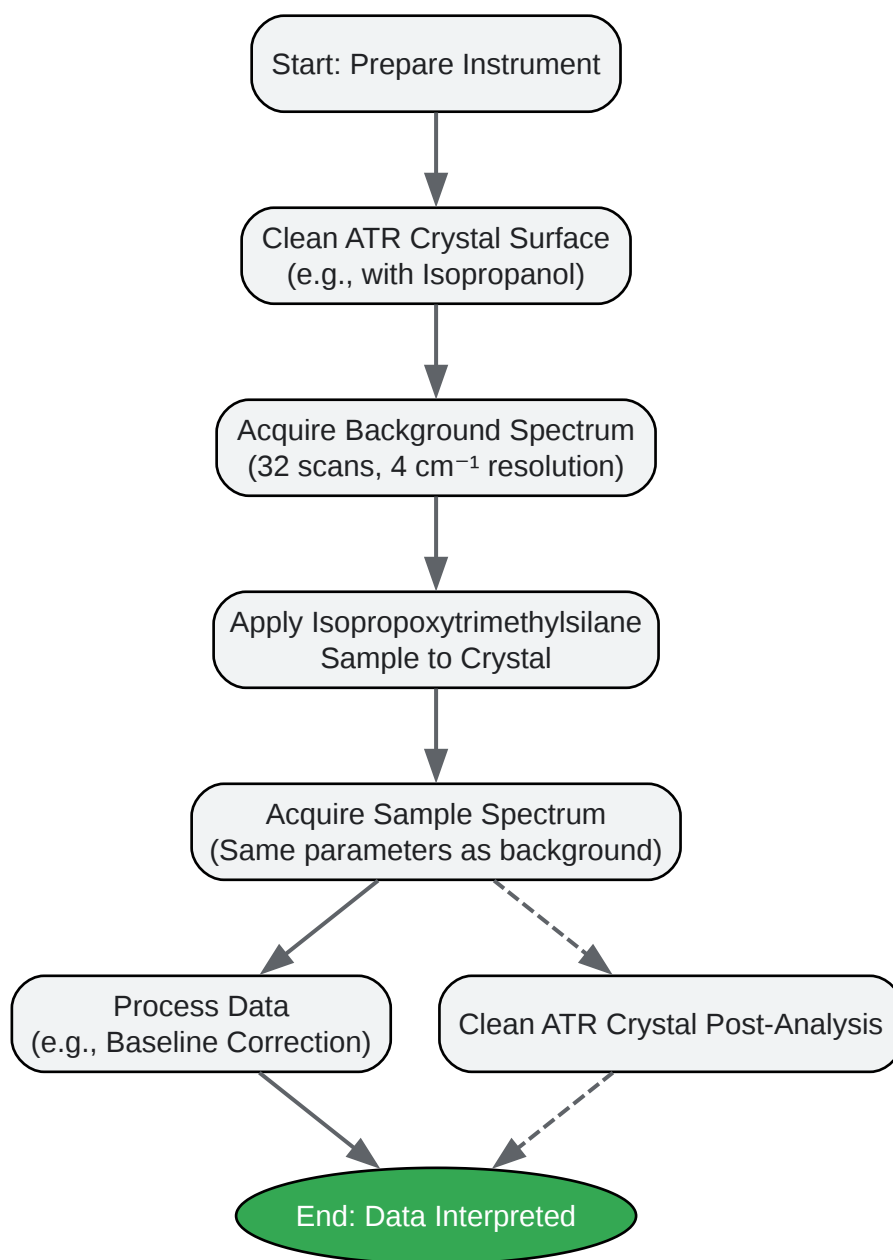 Start: Prepare Instrument
Clean ATR Crystal Surface
(e.g., with Isopropanol)
Acquire Background Spectrum
(32 scans, 4 cm⁻¹ resolution)
Apply Isopropoxytrimethylsilane
Sample to Crystal
Acquire Sample Spectrum
(Same parameters as background)
Process Data
(e.g., Baseline Correction)
Clean ATR Crystal Post-Analysis
End: Data Interpreted